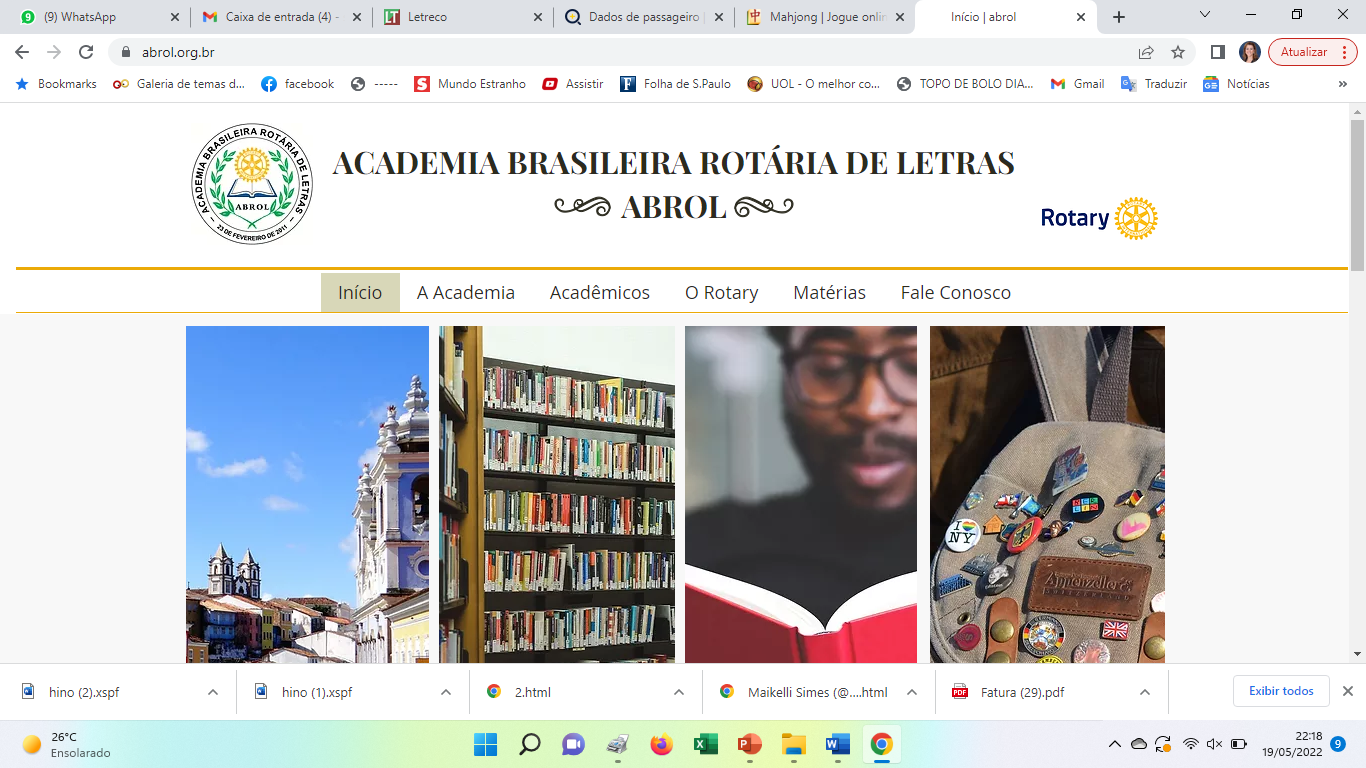 (9) WhatsApp
Caixa de entrada (4) -
Letreco
Dados de passageiro |
Mahjong | Jogue onlin
Início | abrol
abrol.org.br
Atualizar
Bookmarks
Galeria de temas d...
facebook
-----
Mundo Estranho
Assistir
Folha de S.Paulo
UOL - O melhor co...
TOPO DE BOLO DIA...
Gmail
Traduzir
Notícias
»
ACADEMIA BRASILEIRA ROTÁRIA DE LETRAS
ABROL
23 DE FEVEREIRO DE 2011
ACADEMIA BRASILEIRA ROTÁRIA DE LETRAS
ABROL
Rotary
Início
A Academia
Acadêmicos
O Rotary
Matérias
Fale Conosco
I
NY
BERLIN
Appenzeller
hino (2).xspf
hino (1).xspf
2.html
Maikelli Simes (@....html
PDF
Fatura (29).pdf
Exibir todos
26°C
Ensolarado
22:18
19/05/2022
9